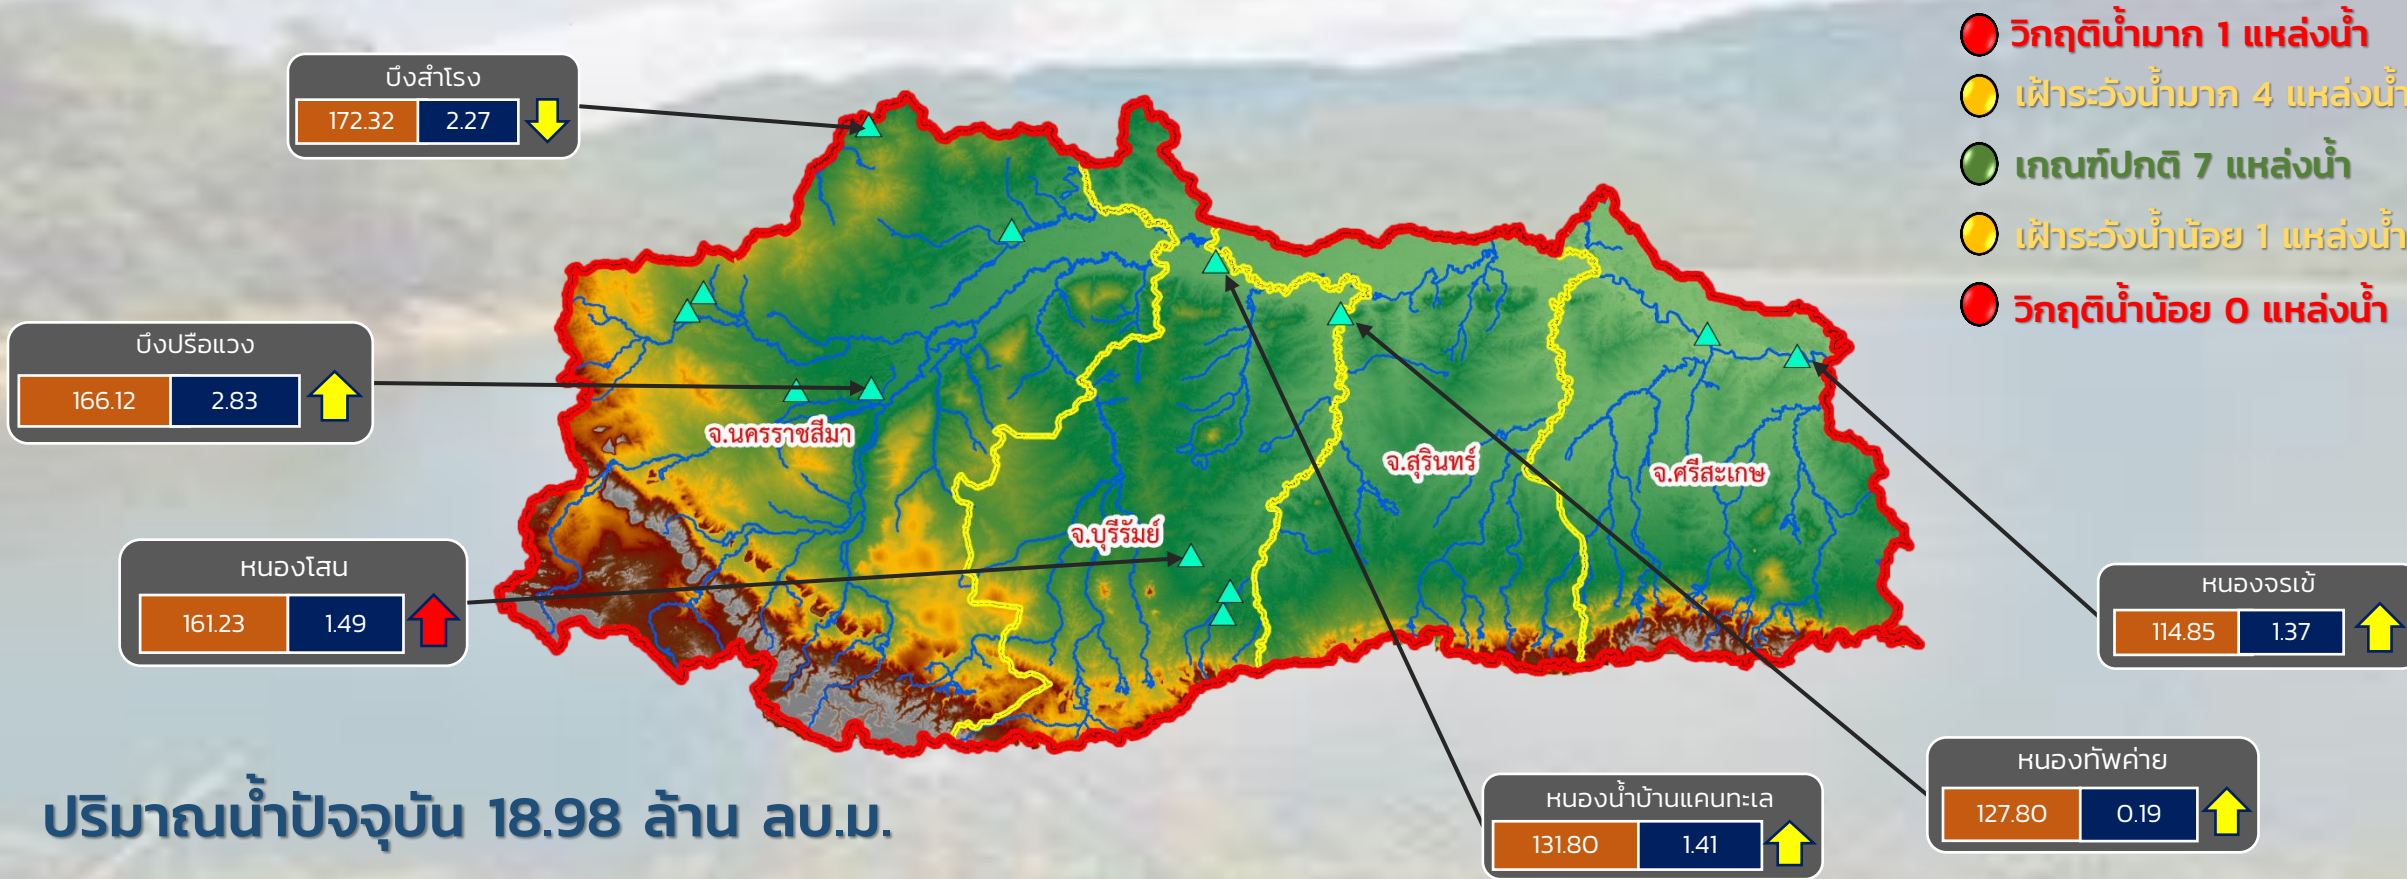 วิกฤติน้ำมาก 1 แหล่งน้ำ
เฝ้าระวังน้ำมาก 4 แหล่งน้ำ
เกณฑ์ปกติ 7 แหล่งน้ำ
เฝ้าระวังน้ำน้อย 1 แหล่งน้ำ
วิกฤติน้ำน้อย 0 แหล่งน้ำ
บึงสำโรง
172.32 2.27
บึงปรือแวง
166.12 2.83
หนองโสน
161.23 1.49
จ.นครราชสีมา
จ.บุรีรัมย์
จ.สุรินทร์
จ.ศรีสะเกษ
หนองจรเข้
114.85 1.37
หนองทัพค่าย
127.80 0.19
หนองน้ำบ้านแคนทะเล
131.80 1.41
ปริมาณน้ำปัจจุบัน 18.98 ล้าน ลบ.ม.